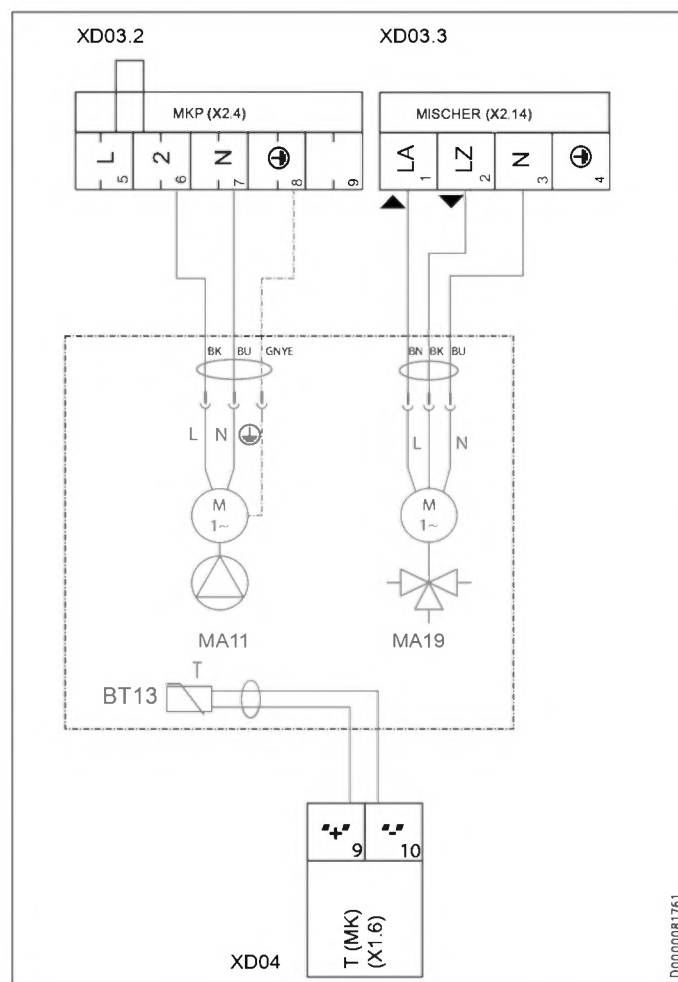 XD03.2 XD03.3
MKP (X2.4) MISCHER (X2.14)
L 2 N LA LZ N
5 6 7 8 9 1 2 3 4
BK BU GNYE BN BK BU
L N L N
M M
1~ 1~
MA11 MA19
T
BT13
"+" "-"
9 10
T (MK)
(X1.6)
XD04
D0000081761